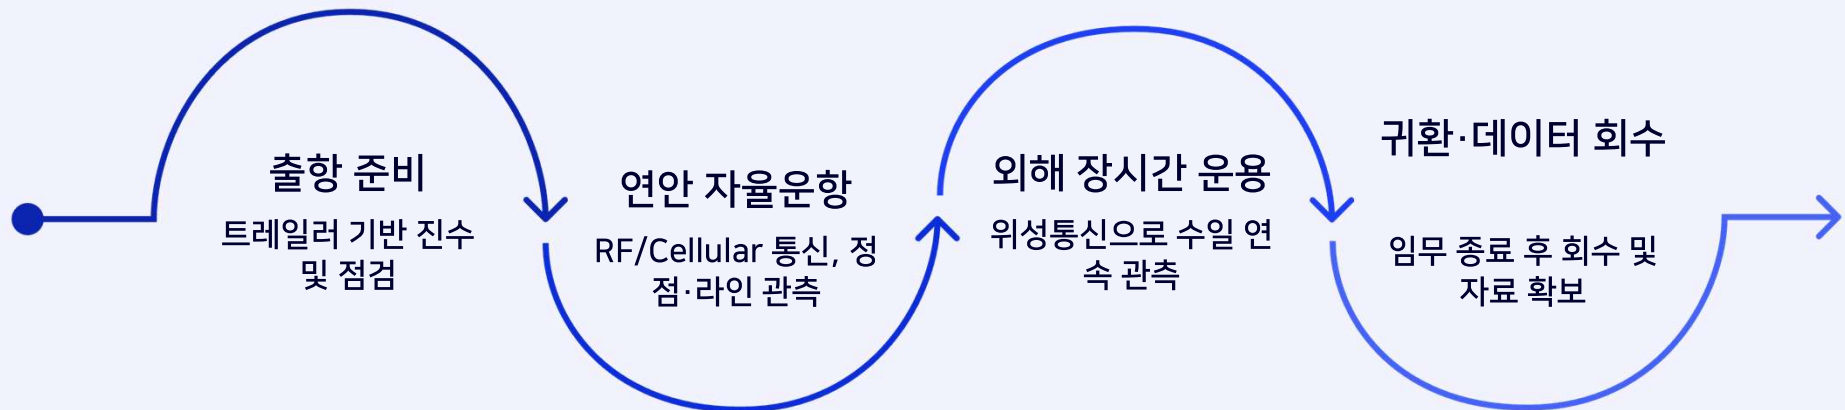 출항 준비
트레일러 기반 진수
및 점검
연안 자율운항
RF/Cellular 통신, 정
점·라인 관측
외해 장시간 운용
위성통신으로 수일 연
속 관측
귀환·데이터 회수
임무 종료 후 회수 및
자료 확보